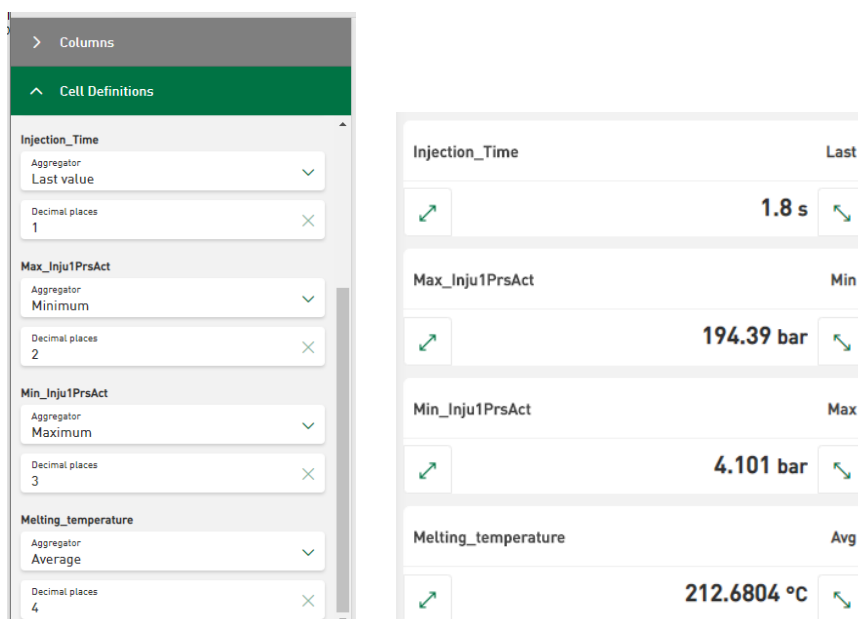 Columns
Cell Definitions
Injection_Time
Aggregator
Last value
Decimal places
1
Max_Inju1PrsAct
Aggregator
Minimum
Decimal places
2
Min_Inju1PrsAct
Aggregator
Maximum
Decimal places
3
Melting_temperature
Aggregator
Average
Decimal places
4
Injection_Time Last
1.8 s
Max_Inju1PrsAct Min
194.39 bar
Min_Inju1PrsAct Max
4.101 bar
Melting_temperature Avg
212.6804 °C